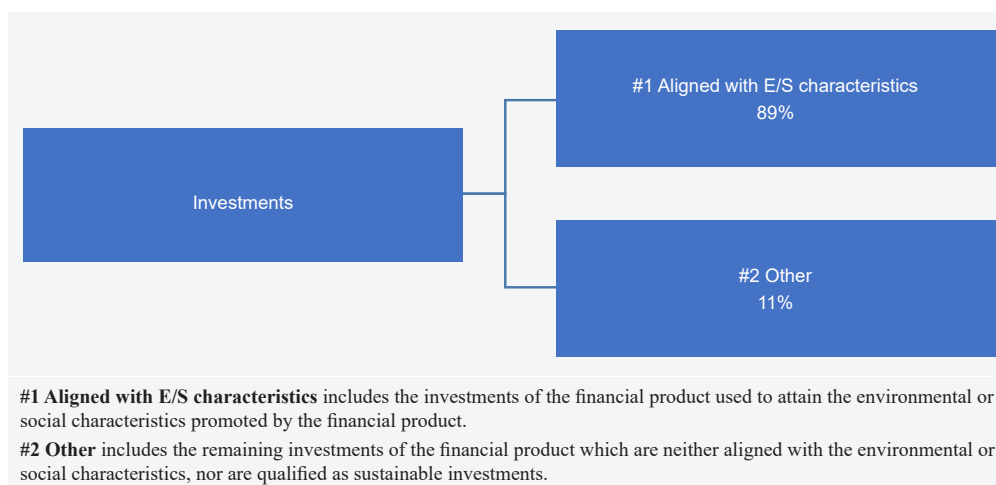 #1 Aligned with E/S characteristics
89%
Investments
#2 Other
11%
#1 Aligned with E/S characteristics includes the investments of the financial product used to attain the environmental or
social characteristics promoted by the financial product.
#2 Other includes the remaining investments of the financial product which are neither aligned with the environmental or
social characteristics, nor are qualified as sustainable investments.